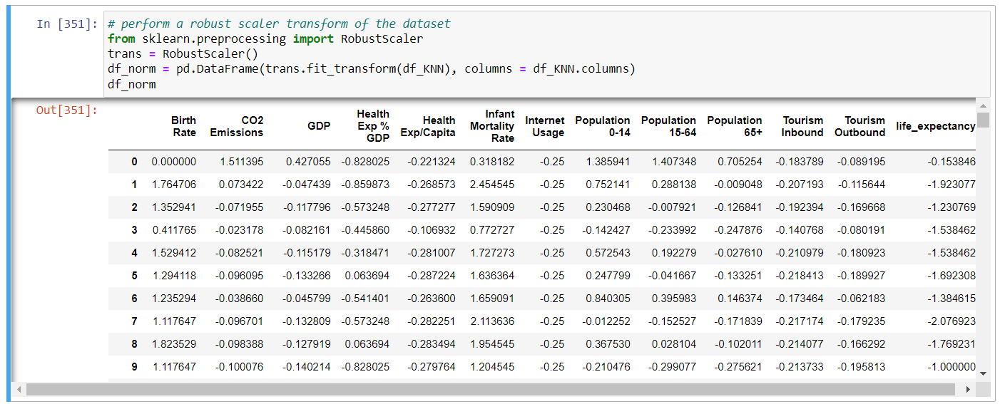 In [351]: # perform a robust scaler transform of the dataset
from sklearn.preprocessing import RobustScaler
trans = RobustScaler()
df_norm = pd.DataFrame(trans.fit_transform(df_KNN), columns = df_KNN.columns)
df_norm
Out[351]:
Birth Rate CO2 Emissions GDP Health Exp % GDP Health Exp/Capita Infant Mortality Rate Internet Usage Population 0-14 Population 15-64 Population 65+ Tourism Inbound Tourism Outbound life_expectancy
0 0.000000 1.511395 0.427055 -0.828025 -0.221324 0.318182 -0.25 1.385941 1.407348 0.705254 -0.183789 -0.089195 -0.153846
1 1.764706 0.073422 -0.047439 -0.859873 -0.268573 2.454545 -0.25 0.752141 0.288138 -0.009048 -0.207193 -0.115644 -1.923077
2 1.352941 -0.071955 -0.117796 -0.573248 -0.277277 1.590909 -0.25 0.230468 -0.007921 -0.126841 -0.192394 -0.169668 -1.230769
3 0.411765 -0.023178 -0.082161 -0.445860 -0.106932 0.772727 -0.25 -0.142427 -0.233992 -0.247876 -0.140768 -0.080191 -1.538462
4 1.529412 -0.082521 -0.115179 -0.318471 -0.281007 1.727273 -0.25 0.572543 0.192279 -0.027610 -0.210979 -0.180923 -1.538462
5 1.294118 -0.096095 -0.133266 0.063694 -0.287224 1.636364 -0.25 0.247799 -0.041667 -0.133251 -0.218413 -0.189927 -1.692308
6 1.235294 -0.038660 -0.045799 -0.541401 -0.263600 1.659091 -0.25 0.840305 0.395983 0.146374 -0.173464 -0.062183 -1.384615
7 1.117647 -0.096701 -0.132809 -0.573248 -0.282251 2.113636 -0.25 -0.012252 -0.152527 -0.171839 -0.217174 -0.179235 -2.076923
8 1.823529 -0.098388 -0.127919 0.063694 -0.283494 1.954545 -0.25 0.367530 0.028104 -0.102011 -0.214077 -0.166292 -1.769231
9 1.117647 -0.100076 -0.140214 -0.828025 -0.279764 1.204545 -0.25 -0.210476 -0.299077 -0.275621 -0.213733 -0.195813 -1.000000